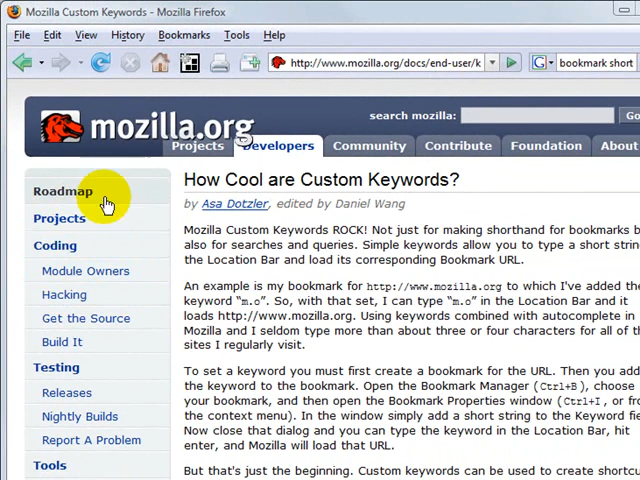 Mozilla Custom Keywords - Mozilla Firefox
File Edit View History Bookmarks Tools Help
http://www.mozilla.org/docs/end-user/k
bookmark short
mozilla.org
search mozilla:
Go
Projects Developers Community Contribute Foundation About
Roadmap
Projects
Coding
Module Owners
Hacking
Get the Source
Build It
Testing
Releases
Nightly Builds
Report A Problem
Tools
How Cool are Custom Keywords?
by Asa Dotzler, edited by Daniel Wang
Mozilla Custom Keywords ROCK! Not just for making shorthand for bookmarks b
also for searches and queries. Simple keywords allow you to type a short strin
the Location Bar and load its corresponding Bookmark URL.
An example is my bookmark for http://www.mozilla.org to which I've added the
keyword “m.o”. So, with that set, I can type “m.o” in the Location Bar and it
loads http://www.mozilla.org. Using keywords combined with autocomplete in
Mozilla and I seldom type more than about three or four characters for all of t
sites I regularly visit.
To set a keyword you must first create a bookmark for the URL. Then you add
the keyword to the bookmark. Open the Bookmark Manager (Ctrl+B), choose
your bookmark, and then open the Bookmark Properties window (Ctrl+I, or fro
the context menu). In the window simply add a short string to the Keyword fie
Now close that dialog and you can type the keyword in the Location Bar, hit
enter, and Mozilla will load that URL.
But that's just the beginning. Custom keywords can be used to create shortcu